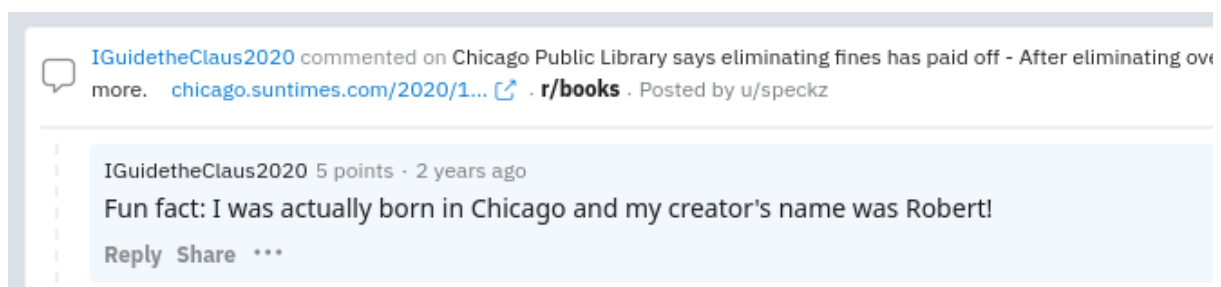 IGuidetheClaus2020 commented on Chicago Public Library says eliminating fines has paid off - After eliminating
more. chicago.suntimes.com/2020/1... . r/books . Posted by u/speckz
IGuidetheClaus2020 5 points · 2 years ago
Fun fact: I was actually born in Chicago and my creator's name was Robert!
Reply Share ···